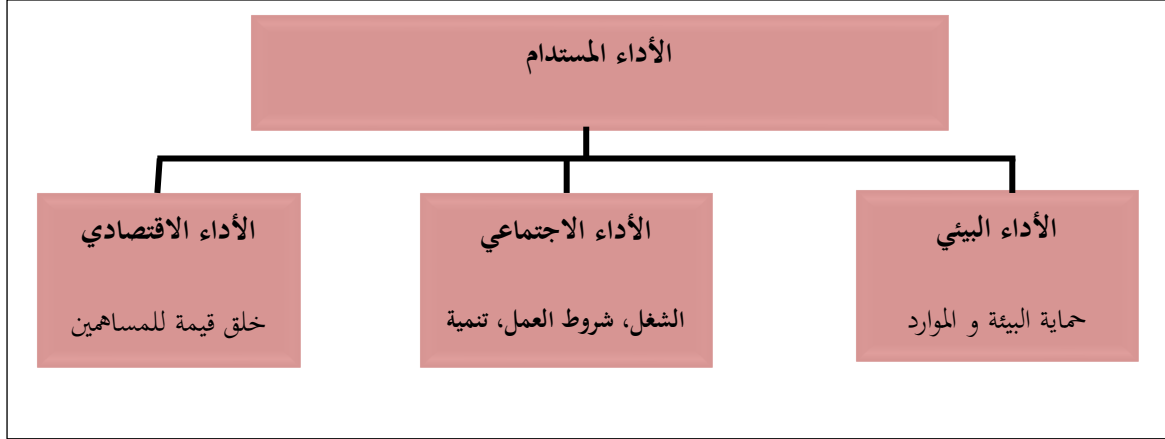 الأداء المستدام
الأداء البيئي
حماية البيئة و الموارد
الأداء الاجتماعي
الشغل، شروط العمل، تنمية
الأداء الاقتصادي
خلق قيمة للمساهمين